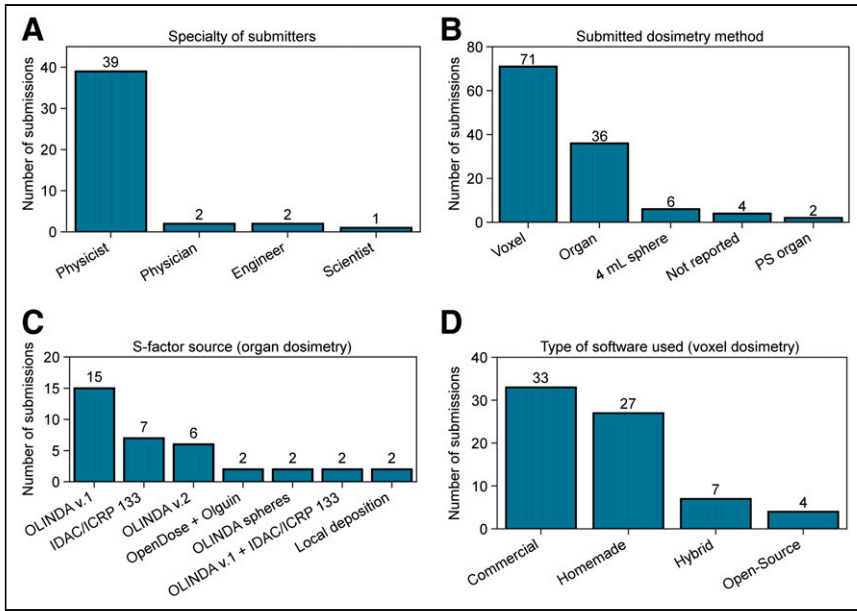 A
Specialty of submitters
Number of submissions
40
30
20
10
0
39
2
2
1
Physicist
Physician
Engineer
Scientist
B
Submitted dosimetry method
Number of submissions
80
60
40
20
0
71
36
6
4
2
Voxel
Organ
4 mL sphere
Not reported
PS organ
C
S-factor source (organ dosimetry)
Number of submissions
20
15
10
5
0
15
7
6
2
2
2
2
OLINDA v.1
IDAC/ICRP 133
OLINDA v.2
OpenDose + Olguin
OLINDA spheres
OLINDA v.1 + IDAC/ICRP 133
Local deposition
D
Type of software used (voxel dosimetry)
Number of submissions
40
30
20
10
0
33
27
7
4
Commercial
Homemade
Hybrid
Open-Source